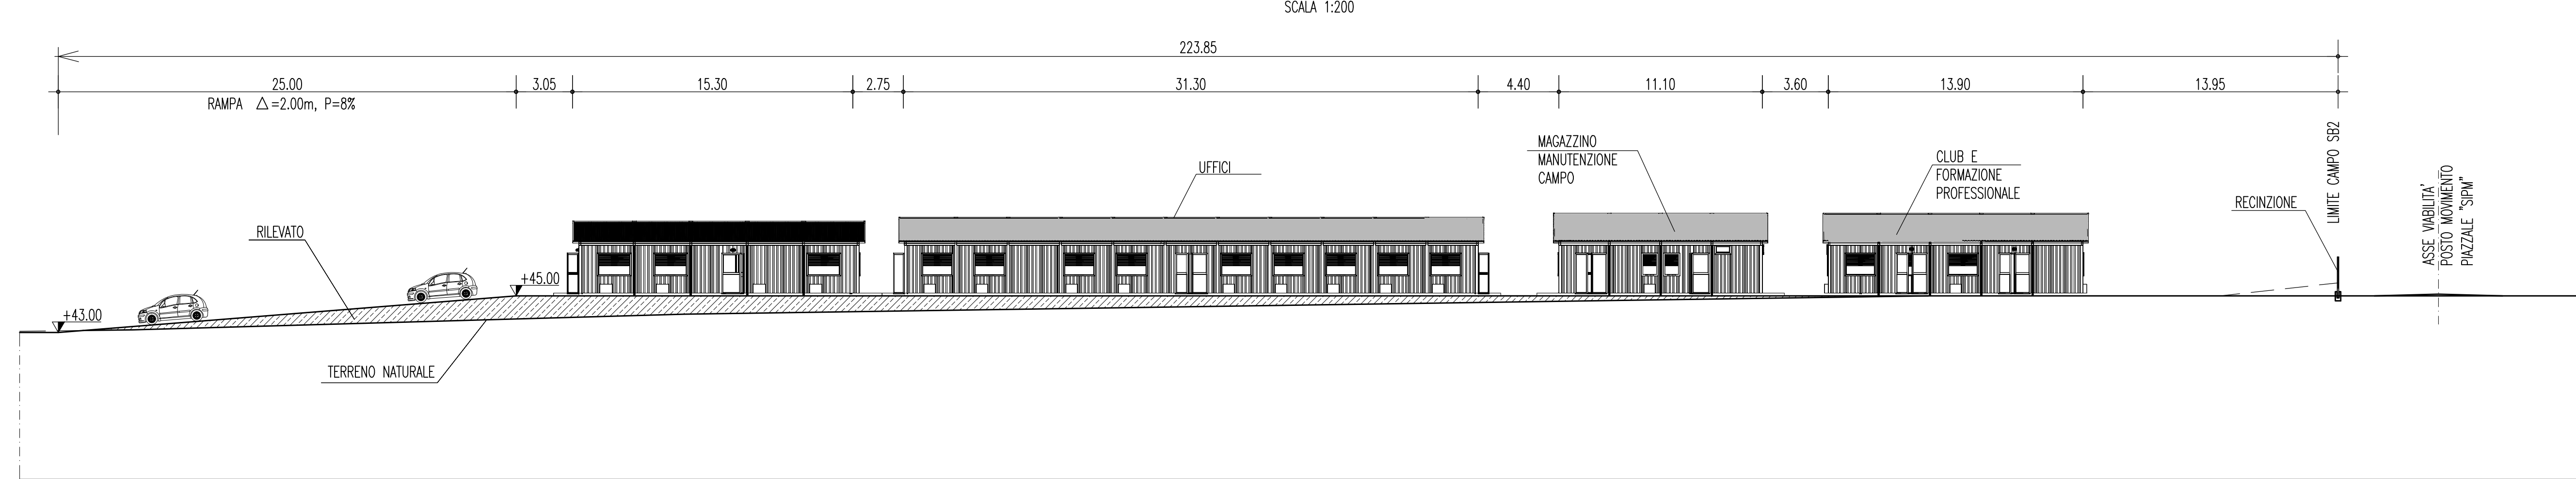 SCALA 1:200
223.85
25.00
3.05
15.30
2.75
31.30
4.40
11.10
3.60
13.90
13.95
RAMPA △=2.00m, P=8%
MAGAZZINO
MANUTENZIONE
CAMPO
CLUB E
FORMAZIONE
PROFESSIONALE
UFFICI
RECINZIONE
LIMITE CAMPO SB2
ASSE VIABILITA'
POSTO MOVIMENTO
PIAZZALE "SIPM"
RILEVATO
+45.00
+43.00
TERRENO NATURALE